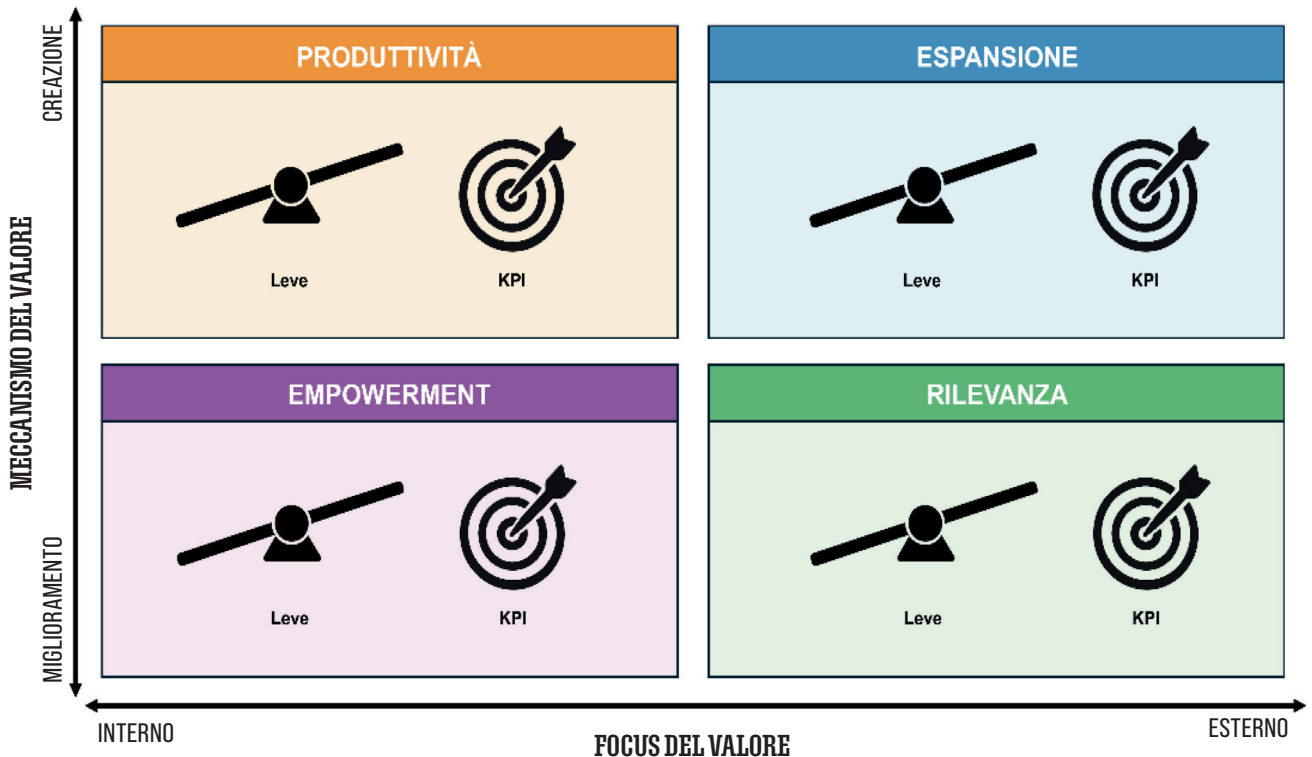 CREAZIONE
MECCANISMO DEL VALORE
MIGLIORAMENTO
PRODUTTIVITÀ
Leve
KPI
ESPANSIONE
Leve
KPI
EMPOWERMENT
Leve
KPI
RILEVANZA
Leve
KPI
INTERNO
FOCUS DEL VALORE
ESTERNO